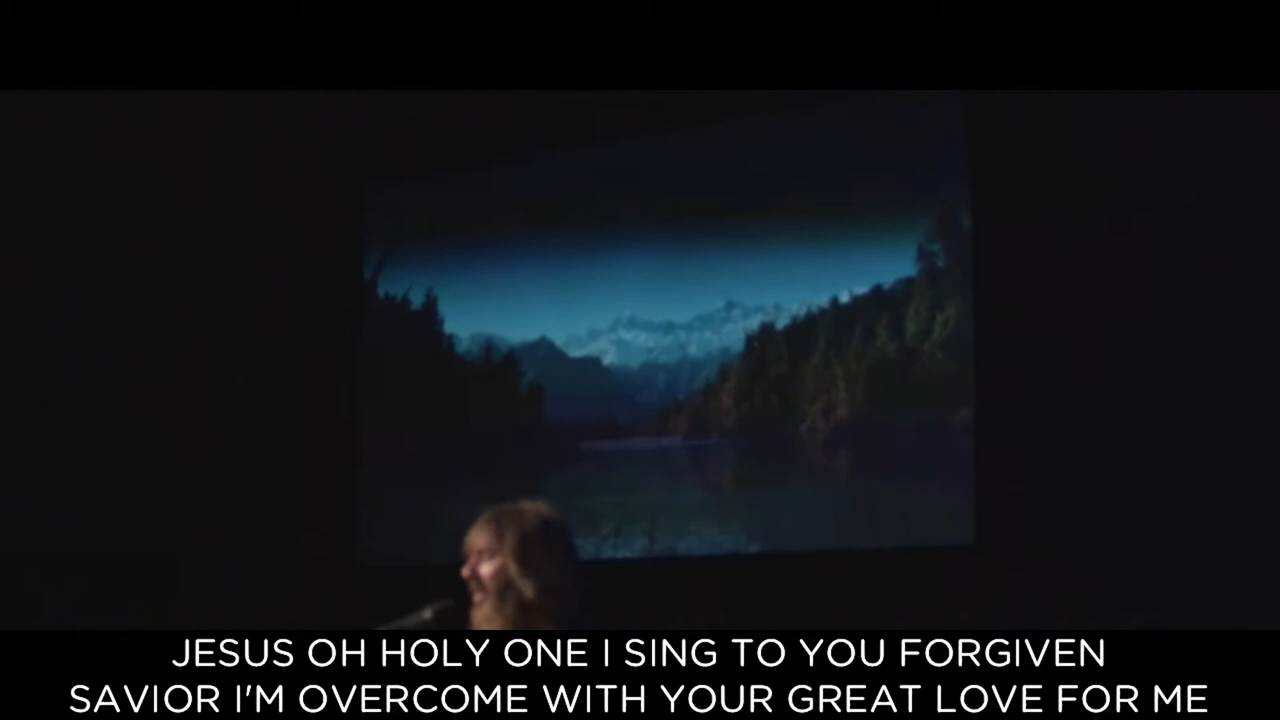 JESUS OH HOLY ONE I SING TO YOU FORGIVEN
SAVIOR I'M OVERCOME WITH YOUR GREAT LOVE FOR ME